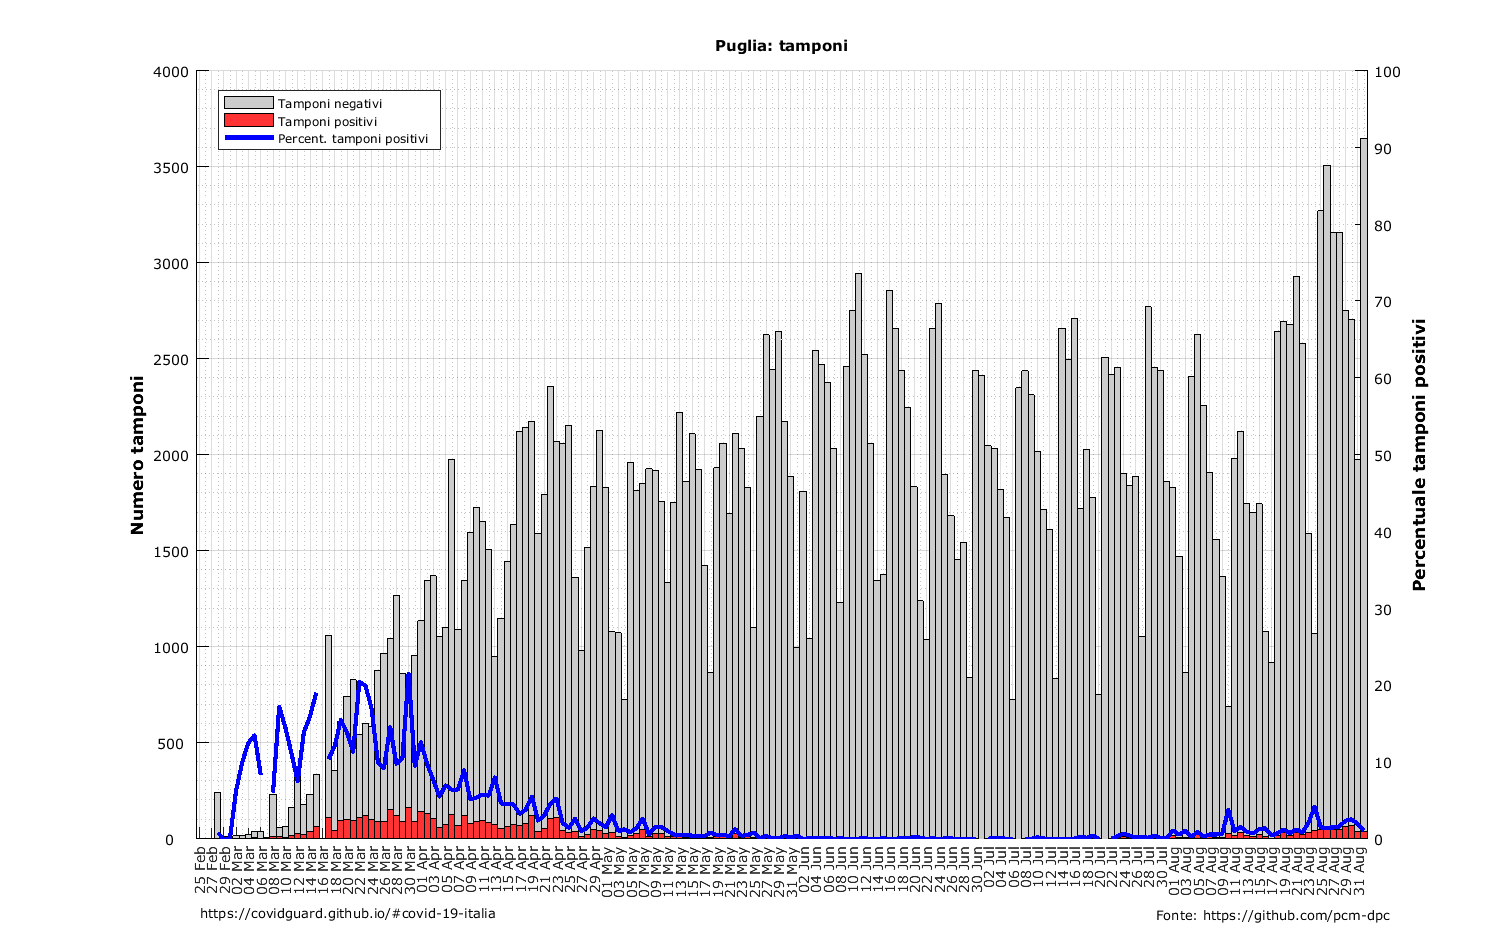 Puglia: tamponi
Tamponi negativi
Tamponi positivi
Percent. tamponi positivi
Numero tamponi
4000
3500
3000
2500
2000
1500
1000
500
0
Percentuale tamponi positivi
100
90
80
70
60
50
40
30
20
10
0
25 Feb
27 Feb
29 Feb
02 Mar
04 Mar
06 Mar
08 Mar
10 Mar
12 Mar
14 Mar
16 Mar
18 Mar
20 Mar
22 Mar
24 Mar
26 Mar
28 Mar
30 Mar
01 Apr
03 Apr
05 Apr
07 Apr
09 Apr
11 Apr
13 Apr
15 Apr
17 Apr
19 Apr
21 Apr
23 Apr
25 Apr
27 Apr
29 Apr
01 May
03 May
05 May
07 May
09 May
11 May
13 May
15 May
17 May
19 May
21 May
23 May
25 May
27 May
29 May
31 May
02 Jun
04 Jun
06 Jun
08 Jun
10 Jun
12 Jun
14 Jun
16 Jun
18 Jun
20 Jun
22 Jun
24 Jun
26 Jun
28 Jun
30 Jun
02 Jul
04 Jul
06 Jul
08 Jul
10 Jul
12 Jul
14 Jul
16 Jul
18 Jul
20 Jul
22 Jul
24 Jul
26 Jul
28 Jul
30 Jul
01 Aug
03 Aug
05 Aug
07 Aug
09 Aug
11 Aug
13 Aug
15 Aug
17 Aug
19 Aug
21 Aug
23 Aug
25 Aug
27 Aug
29 Aug
31 Aug
https://covidguard.github.io/#covid-19-italia
Fonte: https://github.com/pcm-dpc